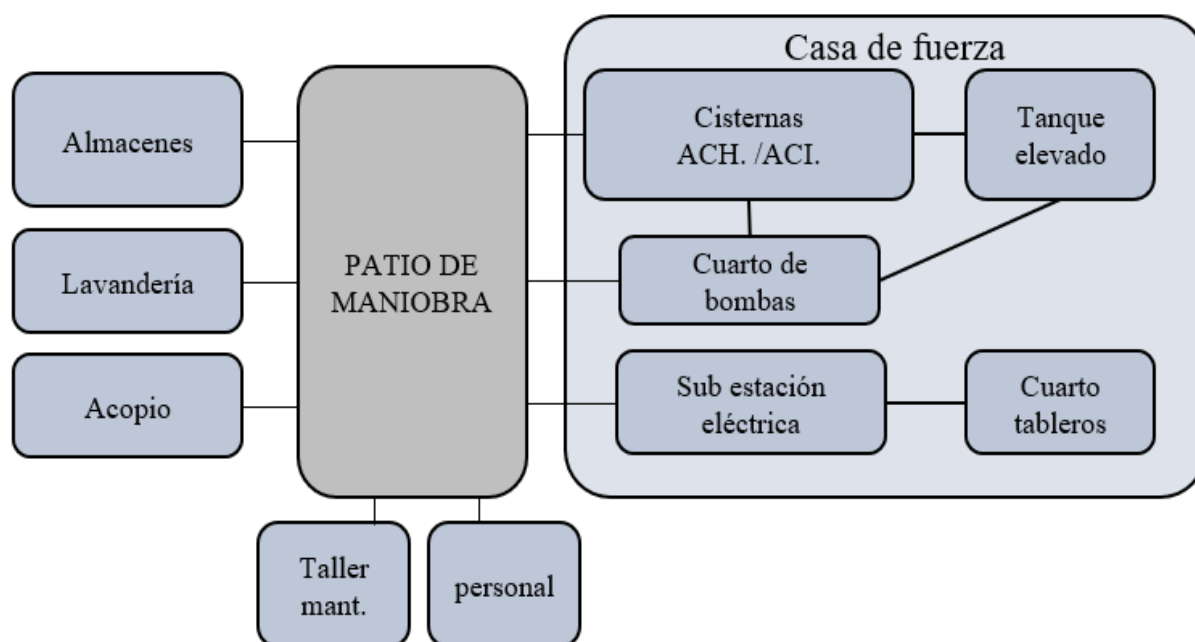 Casa de fuerza
Almacenes
Lavandería
Acopio
PATIO DE
MANIOBRA
Cisternas
ACH. /ACI.
Tanque
elevado
Cuarto de
bombas
Sub estación
eléctrica
Cuarto
tableros
Taller
mant.
personal